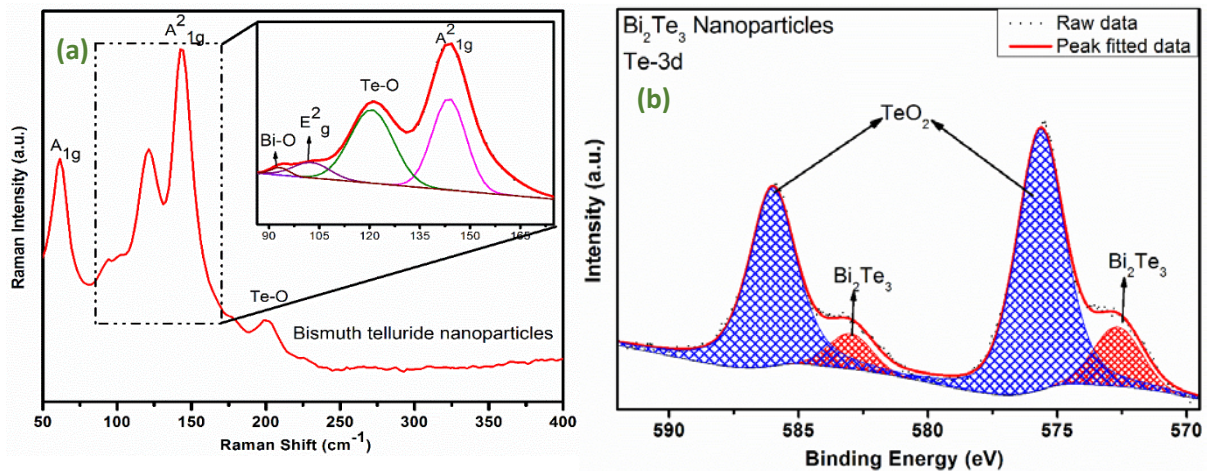 (a)
A²₁g
A₁g
Te-O
Bismuth telluride nanoparticles
Raman Intensity (a.u.)
50 100 150 200 250 300 350 400
Raman Shift (cm⁻¹)
A²₁g
Te-O
E²g
Bi-O
90 105 120 135 150 165
(b)
Bi₂Te₃ Nanoparticles
Te-3d
Raw data
Peak fitted data
TeO₂
Bi₂Te₃
Bi₂Te₃
Intensity (a.u.)
590 585 580 575 570
Binding Energy (eV)